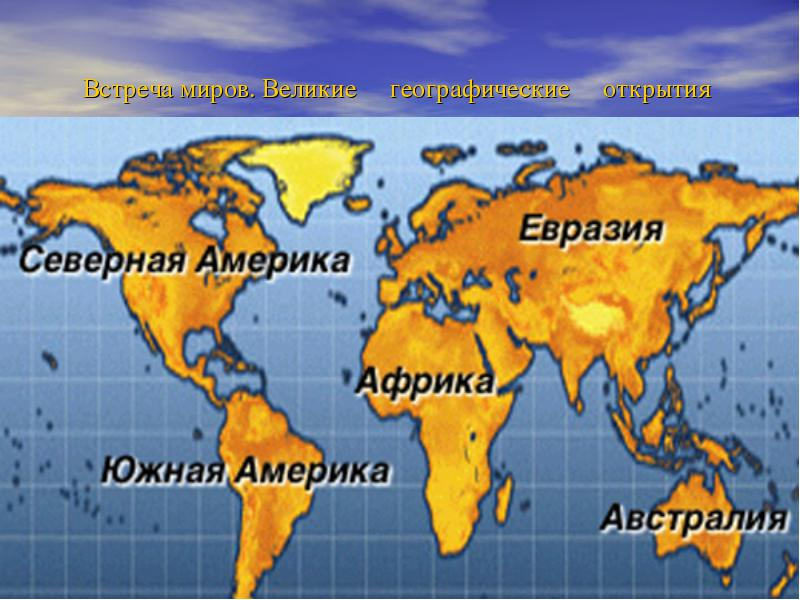 Встреча миров. Великие географические открытия
Евразия
Северная Америка
Африка
Южная Америка
Австралия